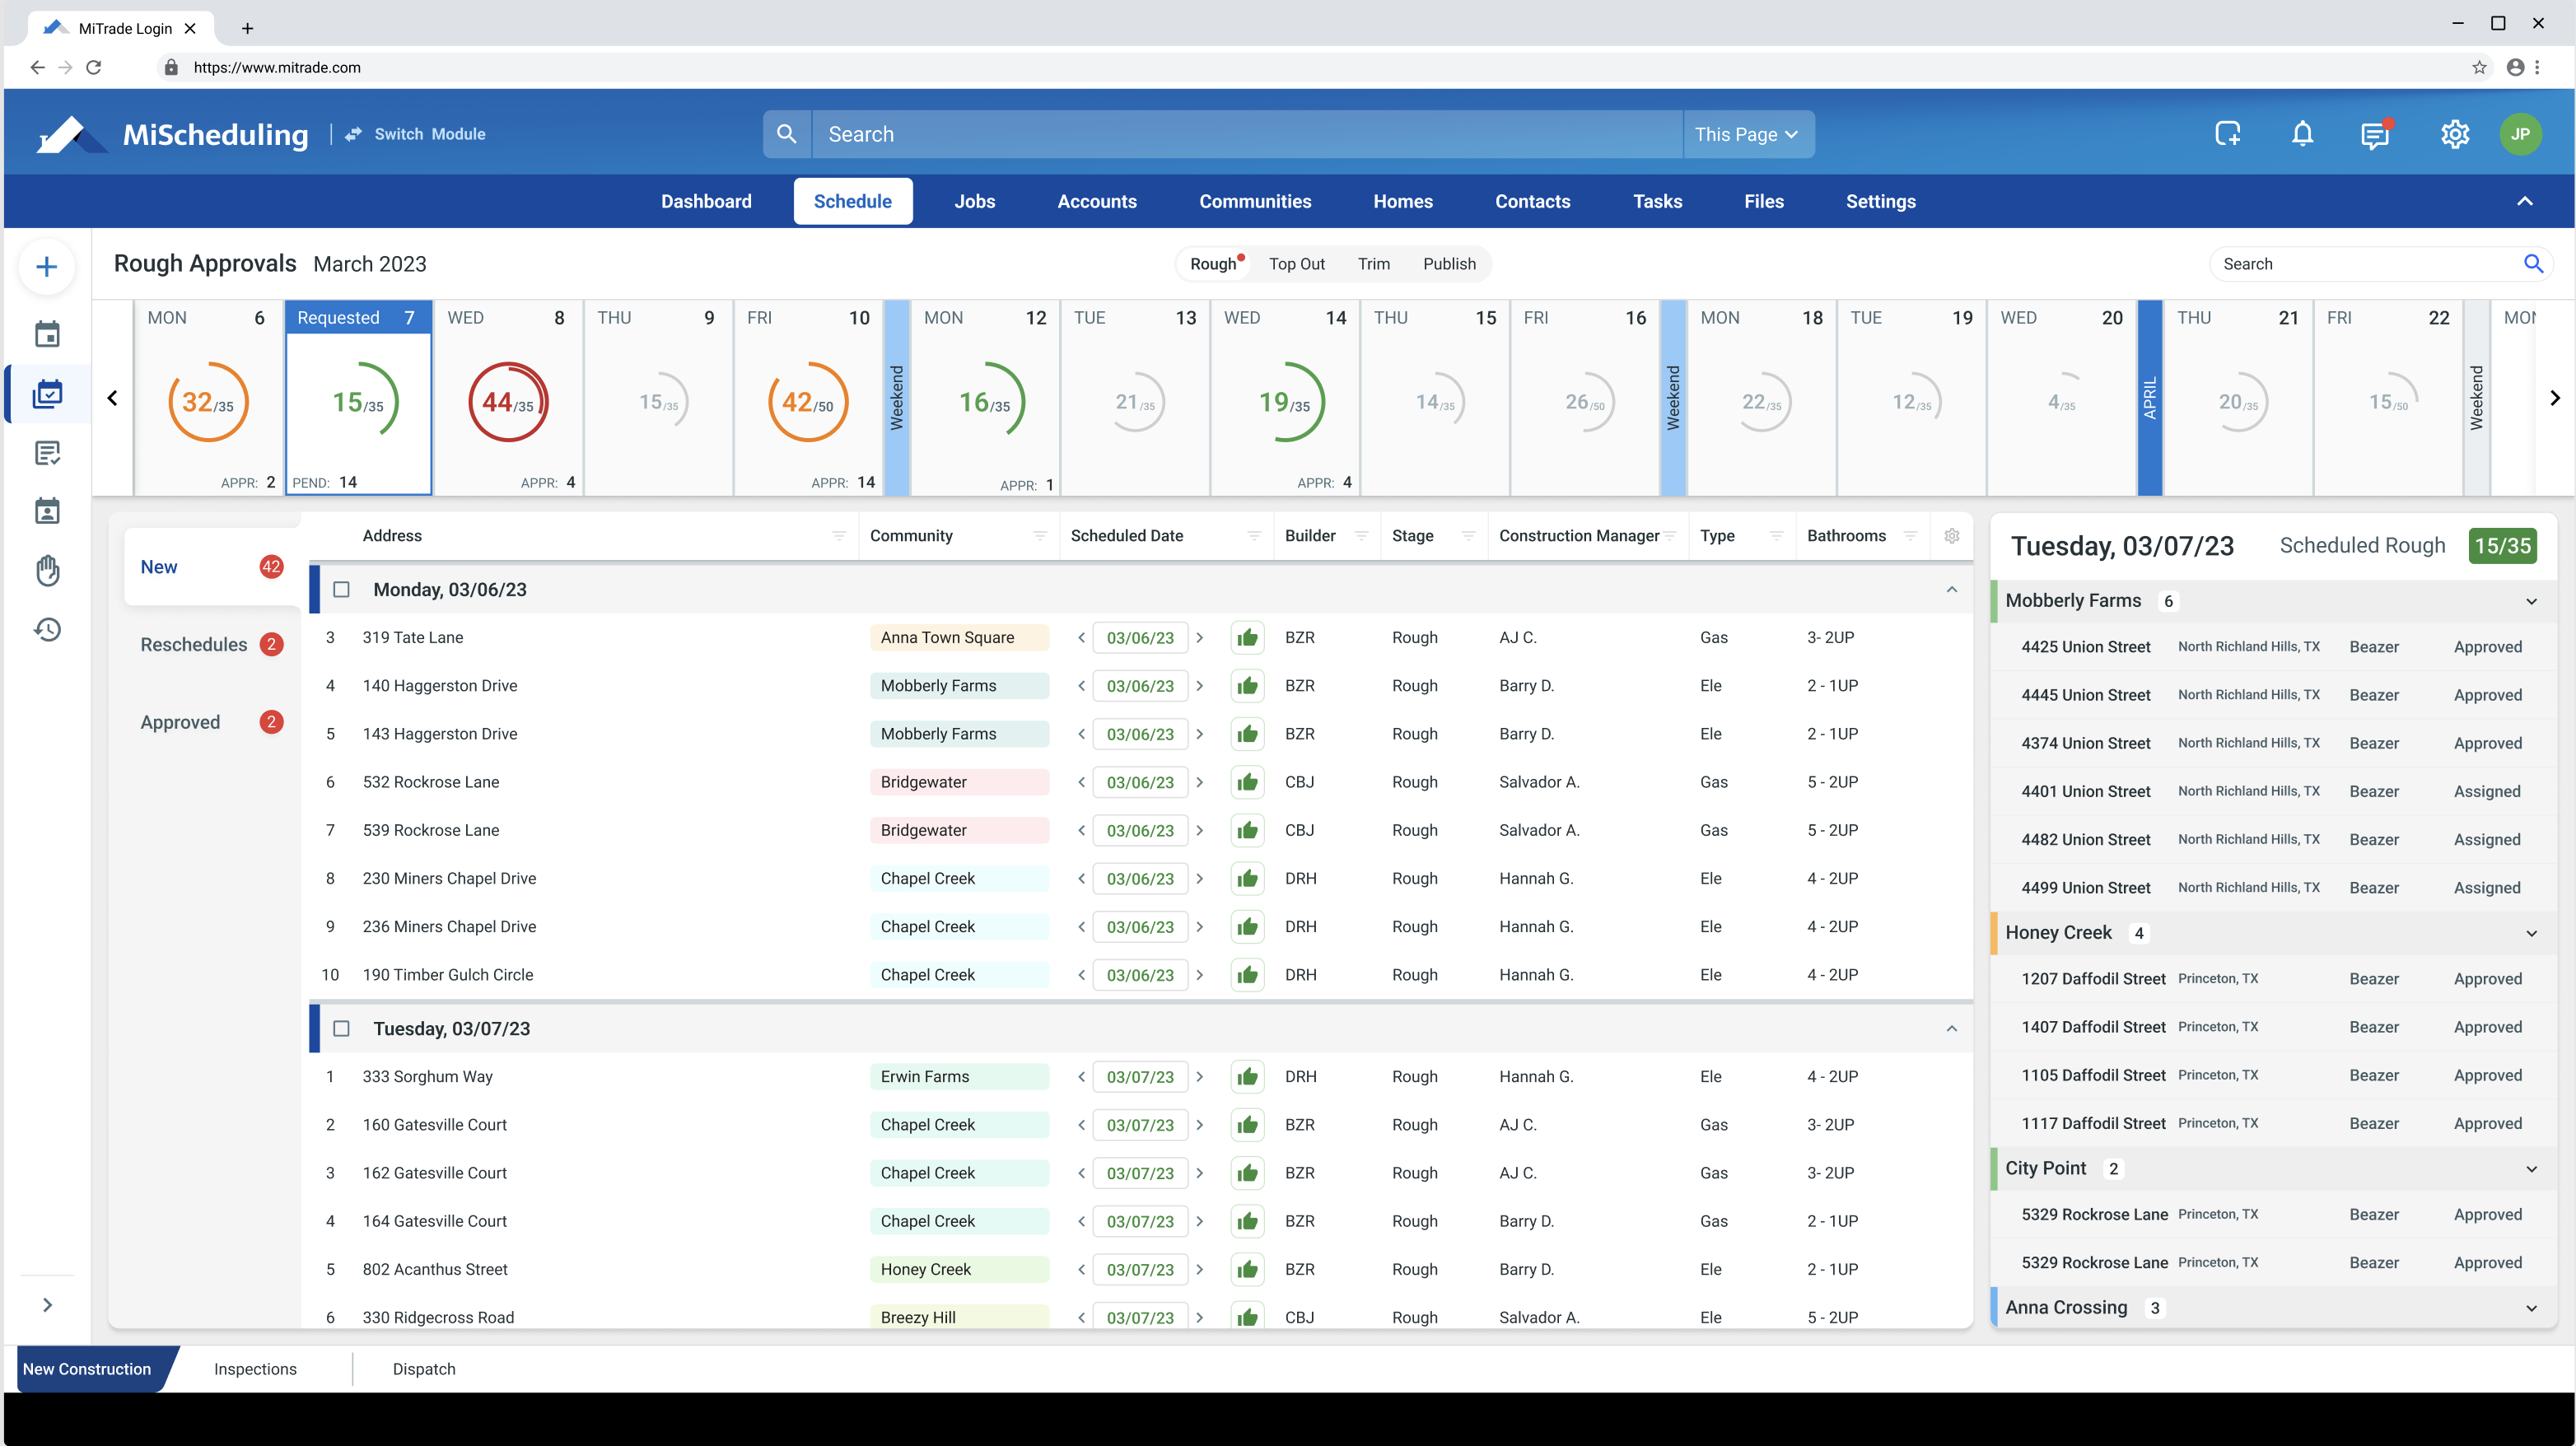 MiTrade Login
https://www.mitrade.com
MiScheduling Switch Module Search This Page JP
Dashboard Schedule Jobs Accounts Communities Homes Contacts Tasks Files Settings
Rough Approvals March 2023 Rough Top Out Trim Publish Search
MON 6 Requested 7 WED 8 THU 9 FRI 10 MON 12 TUE 13 WED 14 THU 15 FRI 16 MON 18 TUE 19 WED 20 THU 21 FRI 22 MON
32/35 15/35 44/35 15/35 42/50 Weekend 16/35 21/35 19/35 14/35 26/50 Weekend 22/35 12/35 4/35 APRIL 20/35 15/50 Weekend
APPR: 2 PEND: 14 APPR: 4 APPR: 14 APPR: 1 APPR: 4
New 42
Reschedules 2
Approved 2
Address Community Scheduled Date Builder Stage Construction Manager Type Bathrooms
Monday, 03/06/23
3 319 Tate Lane Anna Town Square 03/06/23 BZR Rough AJ C. Gas 3- 2UP
4 140 Haggerston Drive Mobberly Farms 03/06/23 BZR Rough Barry D. Ele 2 - 1UP
5 143 Haggerston Drive Mobberly Farms 03/06/23 BZR Rough Barry D. Ele 2 - 1UP
6 532 Rockrose Lane Bridgewater 03/06/23 CBJ Rough Salvador A. Gas 5 - 2UP
7 539 Rockrose Lane Bridgewater 03/06/23 CBJ Rough Salvador A. Gas 5 - 2UP
8 230 Miners Chapel Drive Chapel Creek 03/06/23 DRH Rough Hannah G. Ele 4 - 2UP
9 236 Miners Chapel Drive Chapel Creek 03/06/23 DRH Rough Hannah G. Ele 4 - 2UP
10 190 Timber Gulch Circle Chapel Creek 03/06/23 DRH Rough Hannah G. Ele 4 - 2UP
Tuesday, 03/07/23
1 333 Sorghum Way Erwin Farms 03/07/23 DRH Rough Hannah G. Ele 4 - 2UP
2 160 Gatesville Court Chapel Creek 03/07/23 BZR Rough AJ C. Gas 3- 2UP
3 162 Gatesville Court Chapel Creek 03/07/23 BZR Rough AJ C. Gas 3- 2UP
4 164 Gatesville Court Chapel Creek 03/07/23 BZR Rough Barry D. Gas 2 - 1UP
5 802 Acanthus Street Honey Creek 03/07/23 BZR Rough Barry D. Ele 2 - 1UP
6 330 Ridgecross Road Breezy Hill 03/07/23 CBJ Rough Salvador A. Ele 5 - 2UP
Tuesday, 03/07/23 Scheduled Rough 15/35
Mobberly Farms 6
4425 Union Street North Richland Hills, TX Beazer Approved
4445 Union Street North Richland Hills, TX Beazer Approved
4374 Union Street North Richland Hills, TX Beazer Approved
4401 Union Street North Richland Hills, TX Beazer Assigned
4482 Union Street North Richland Hills, TX Beazer Assigned
4499 Union Street North Richland Hills, TX Beazer Assigned
Honey Creek 4
1207 Daffodil Street Princeton, TX Beazer Approved
1407 Daffodil Street Princeton, TX Beazer Approved
1105 Daffodil Street Princeton, TX Beazer Approved
1117 Daffodil Street Princeton, TX Beazer Approved
City Point 2
5329 Rockrose Lane Princeton, TX Beazer Approved
5329 Rockrose Lane Princeton, TX Beazer Approved
Anna Crossing 3
New Construction Inspections Dispatch